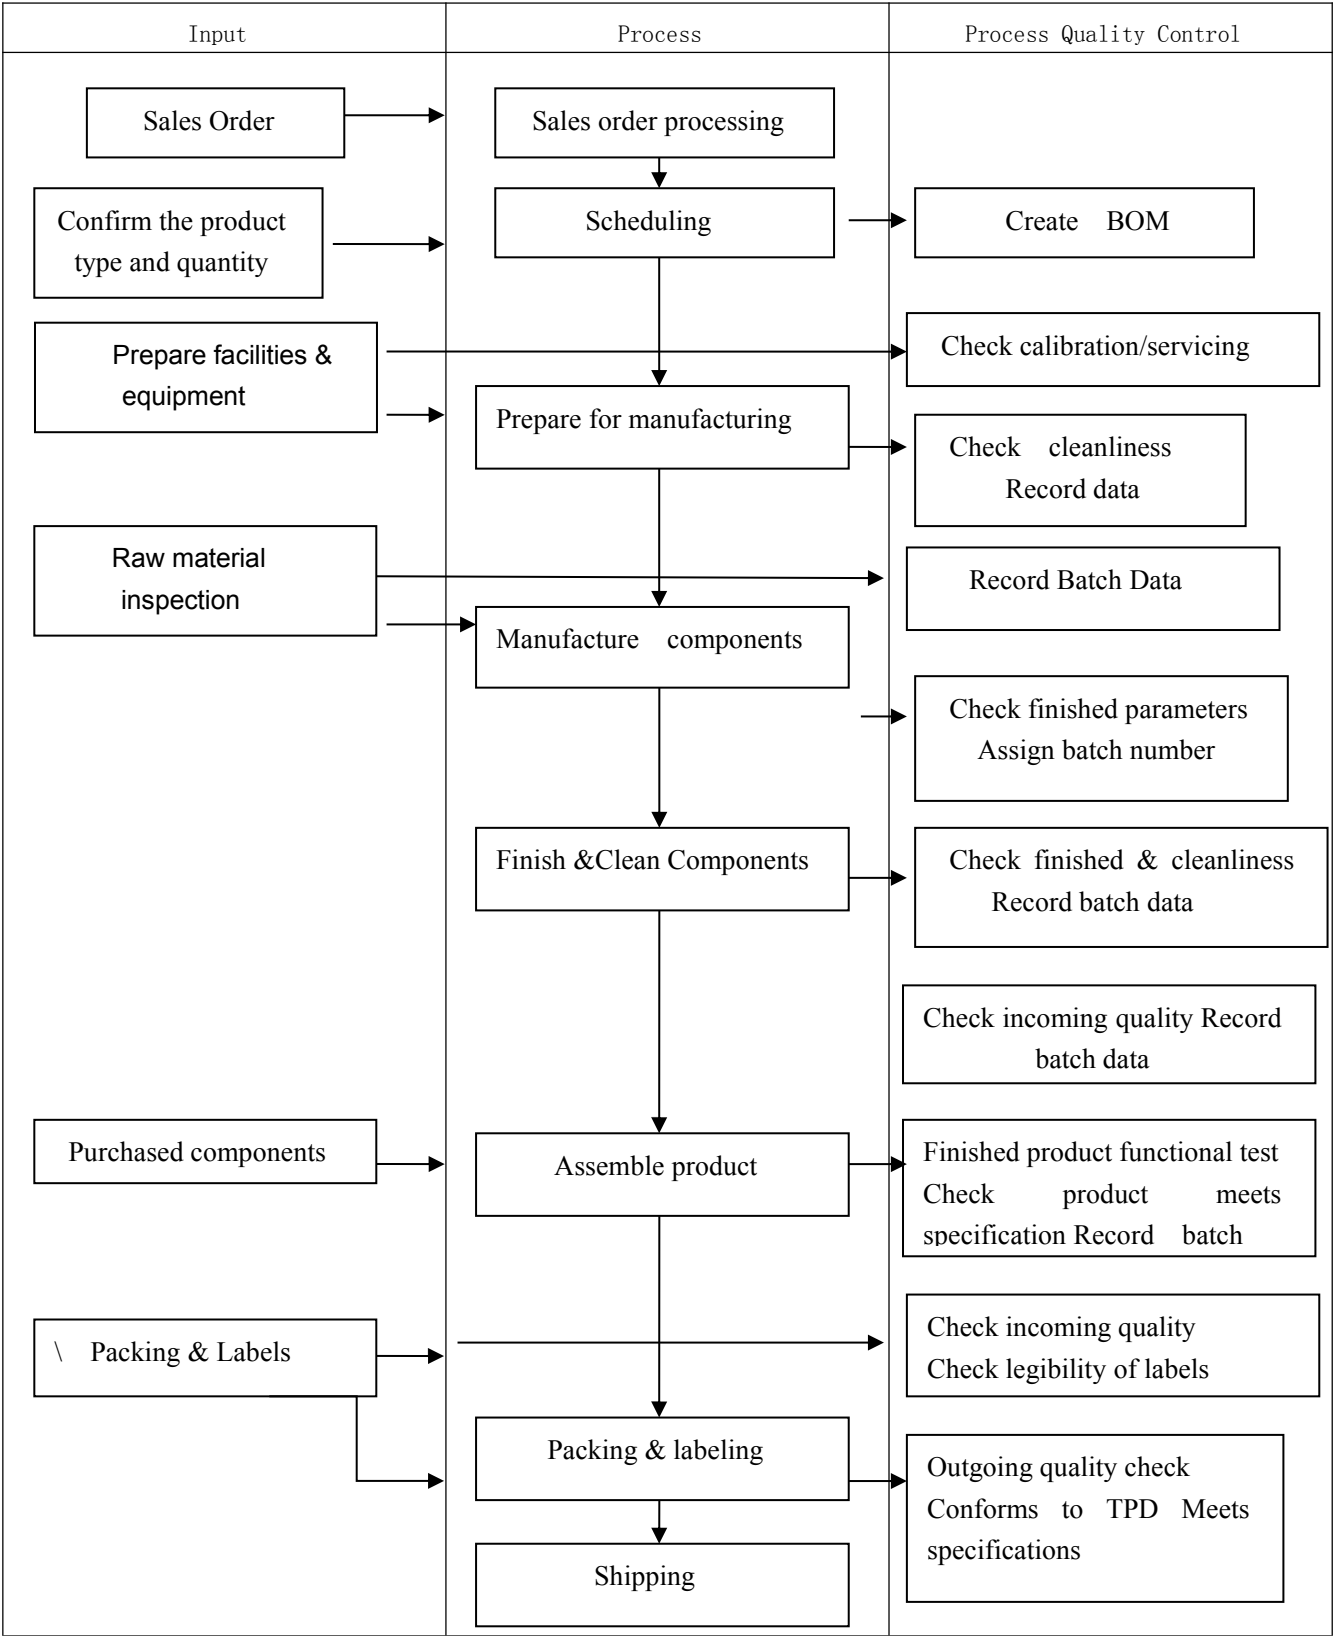 Input
Process
Process Quality Control
Sales Order
Sales order processing
Confirm the product
type and quantity
Scheduling
Create BOM
Prepare facilities &
equipment
Check calibration/servicing
Prepare for manufacturing
Check cleanliness
Record data
Raw material
inspection
Record Batch Data
Manufacture components
Check finished parameters
Assign batch number
Finish &Clean Components
Check finished & cleanliness
Record batch data
Check incoming quality Record
batch data
Purchased components
Assemble product
Finished product functional test
Check product meets
specification Record batch
\ Packing & Labels
Check incoming quality
Check legibility of labels
Packing & labeling
Outgoing quality check
Conforms to TPD Meets
specifications
Shipping